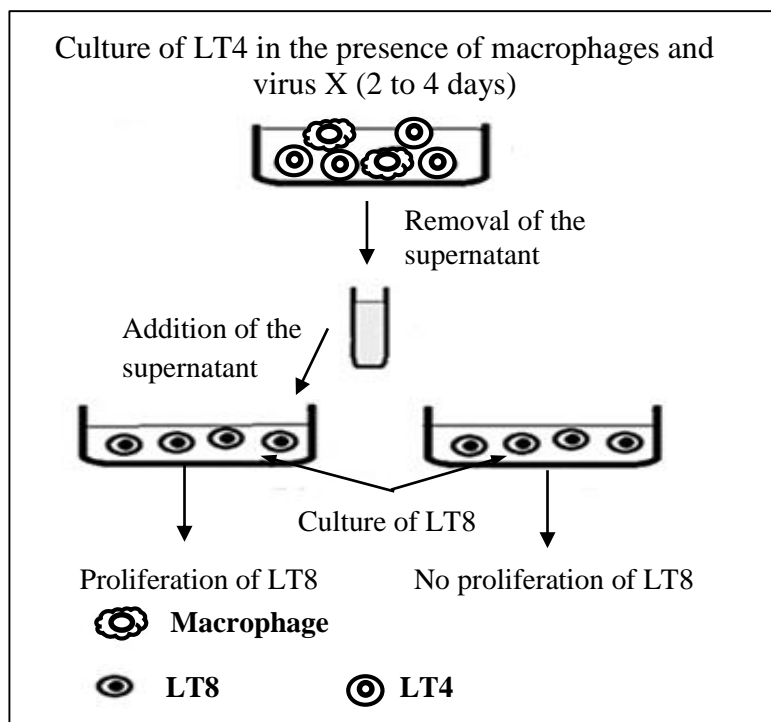 Culture of LT4 in the presence of macrophages and
virus X (2 to 4 days)
Removal of the
supernatant
Addition of the
supernatant
Culture of LT8
Proliferation of LT8
No proliferation of LT8
Macrophage
LT8
LT4